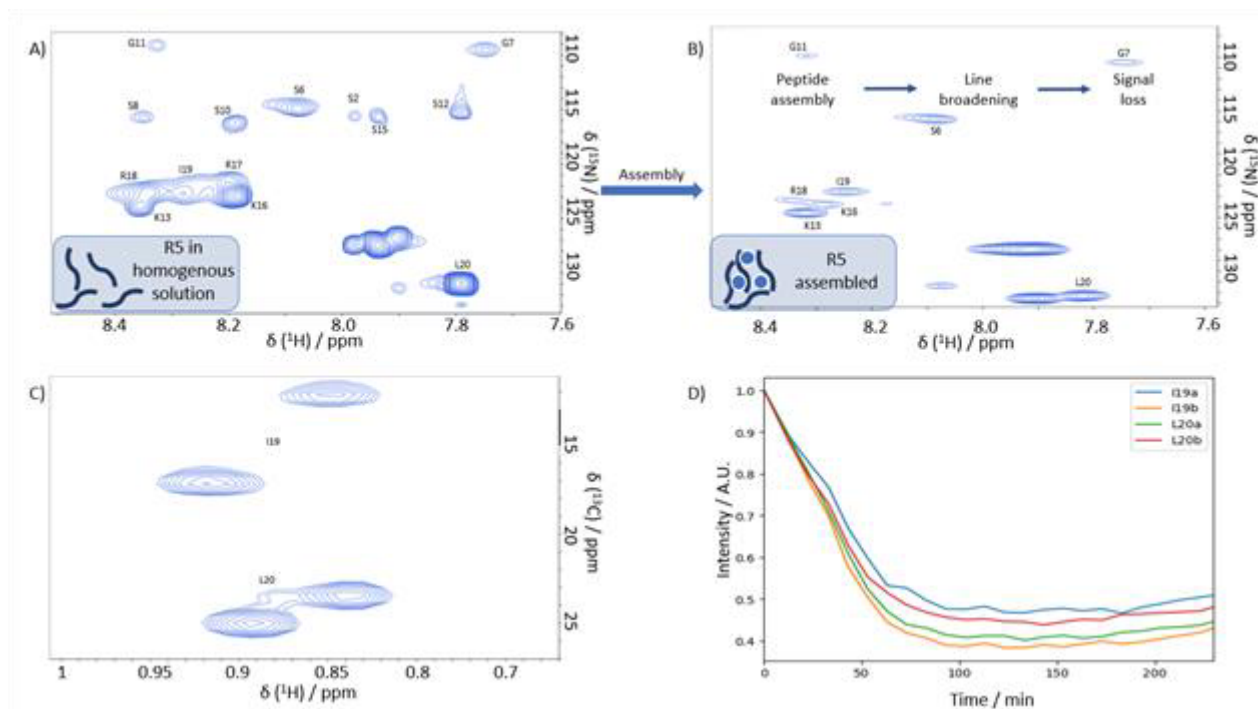 A)
G11
G7
S8
S10
S6
S2
S15
S12
R18
I19
R17
K13
K16
L20
R5 in
homogenous
solution
110
115
120
125
130
δ (¹⁵N) / ppm
8.4
8.2
8.0
7.8
7.6
δ (¹H) / ppm
Assembly
B)
G11
G7
Peptide
assembly
Line
broadening
Signal
loss
S6
R18
I19
K16
K13
L20
R5
assembled
110
115
120
125
130
δ (¹⁵N) / ppm
8.4
8.2
8.0
7.8
7.6
δ (¹H) / ppm
C)
I19
L20
15
20
25
δ (¹³C) / ppm
1
0.95
0.9
0.85
0.8
0.7
δ (¹H) / ppm
D)
I19a
I19b
L20a
L20b
1.0
0.9
0.8
0.7
0.6
0.5
0.4
Intensity / A.U.
0
50
100
150
200
Time / min